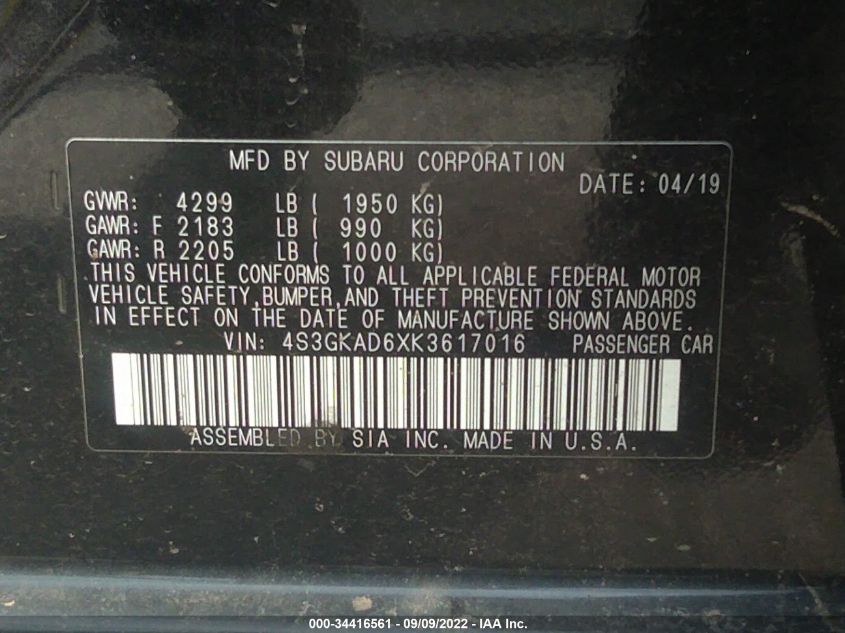 MFD BY SUBARU CORPORATION
DATE: 04/19
GVWR: 4299 LB ( 1950 KG)
GAWR: F 2183 LB ( 990 KG)
GAWR: R 2205 LB ( 1000 KG)
THIS VEHICLE CONFORMS TO ALL APPLICABLE FEDERAL MOTOR
VEHICLE SAFETY,BUMPER,AND THEFT PREVENTION STANDARDS
IN EFFECT ON THE DATE OF MANUFACTURE SHOWN ABOVE.
VIN: 4S3GKAD6XK3617016 PASSENGER CAR
ASSEMBLED BY SIA INC. MADE IN U.S.A.
000-34416561 - 09/09/2022 - IAA Inc.